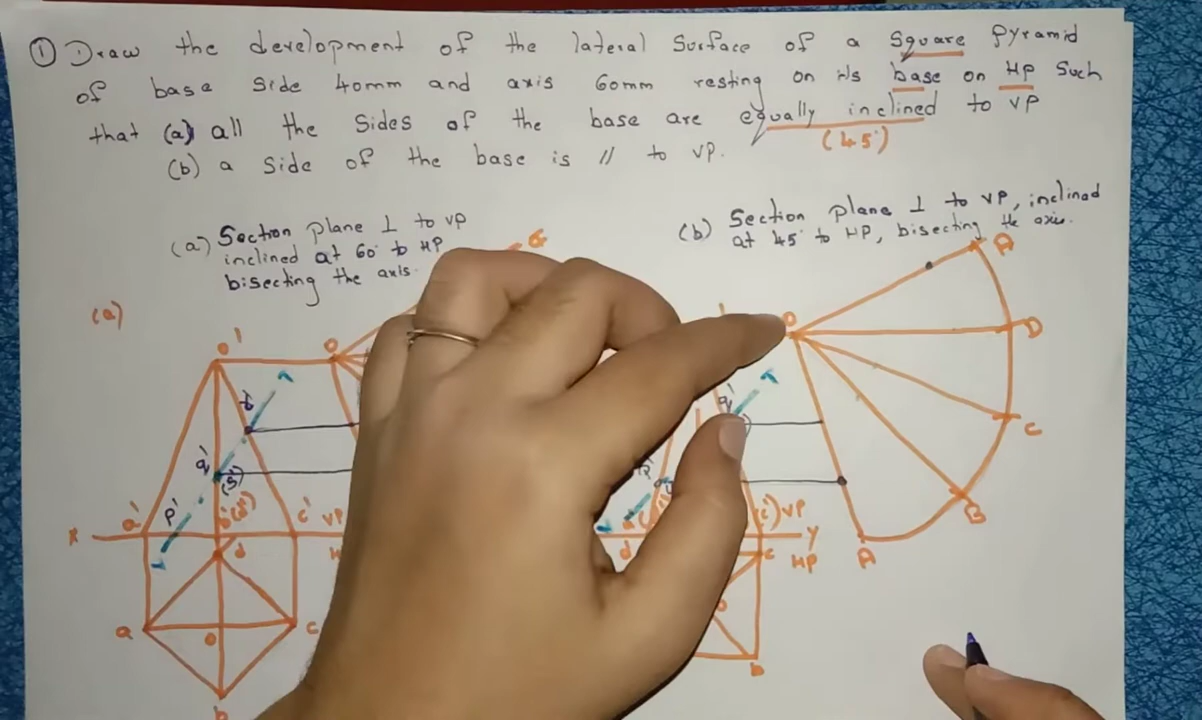 ① Draw the development of the lateral Surface of a Square Pyramid
of base side 40mm and axis 60mm resting on its base on HP Such
that (a) all the Sides of the base are equally inclined to VP
(45°)
(b) a side of the base is // to VP.
(a) Section plane ⊥ to VP
inclined at 60° to HP
bisecting the axis.
(b) Section plane ⊥ to VP, inclined
at 45° to HP, bisecting the axis.
(a)
o' O
q' (s')
p'
a' b'(d') c' VP
X
a d c
o
b
O A
D
C
B
A
q'
(c') VP Y
d c HP
o
b